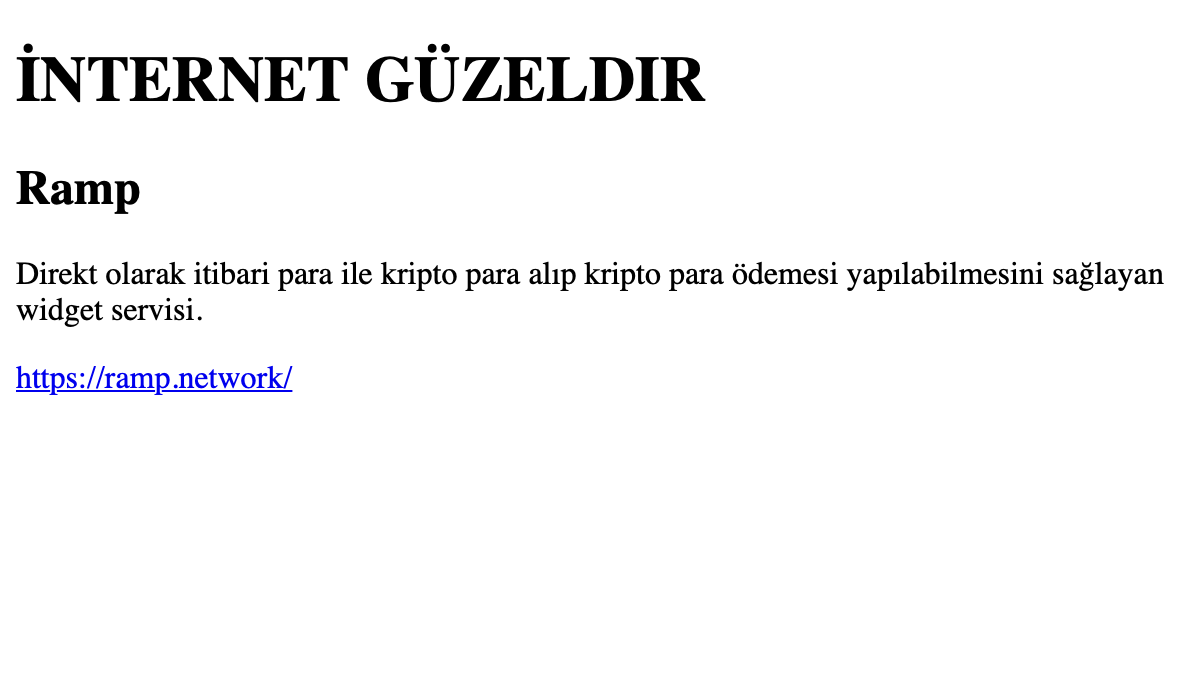 İNTERNET GÜZELDIR
Ramp
Direkt olarak itibari para ile kripto para alıp kripto para ödemesi yapılabilmesini sağlayan
widget servisi.
https://ramp.network/